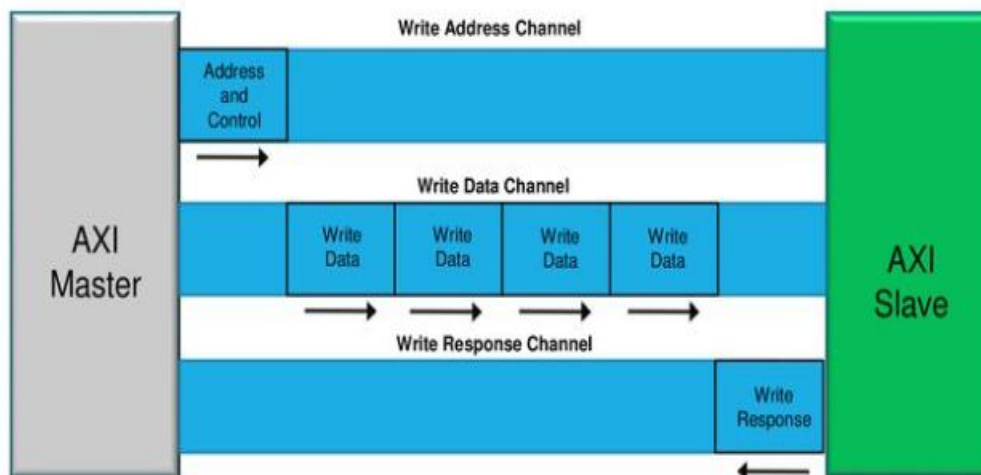 Write Address Channel
Address
and
Control
Write Data Channel
AXI
Master
Write
Data
Write
Data
Write
Data
Write
Data
AXI
Slave
Write Response Channel
Write
Response